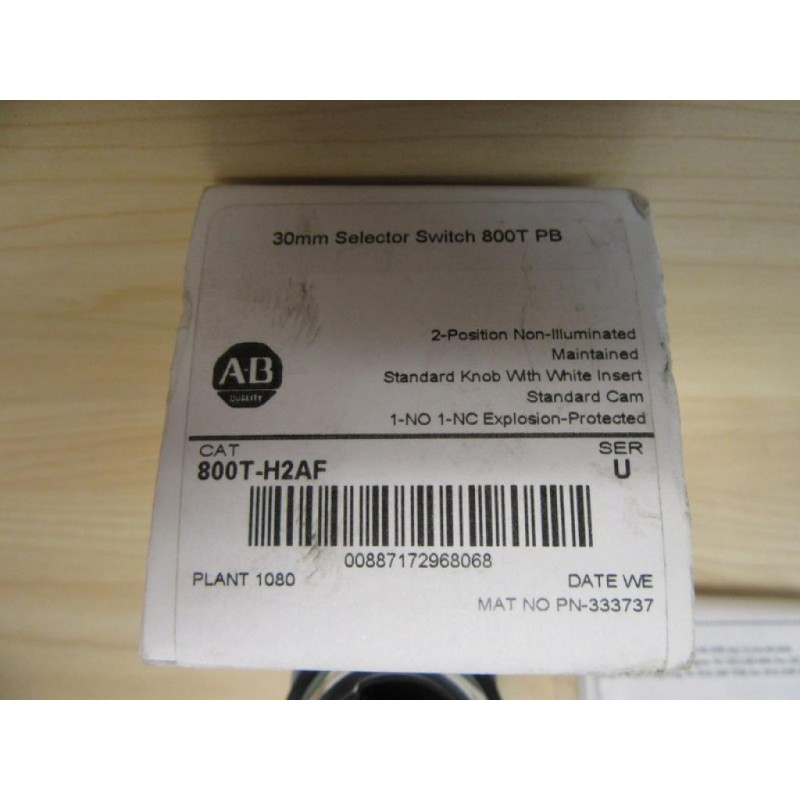 30mm Selector Switch 800T PB
2-Position Non-Illuminated
Maintained
Standard Knob With White Insert
Standard Cam
1-NO 1-NC Explosion-Protected
A-B
QUALITY
CAT
SER
800T-H2AF
U
00887172968068
PLANT 1080
DATE WE
MAT NO PN-333737